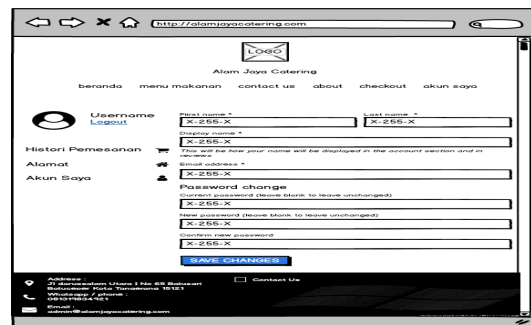 http://alamjayacatering.com
LOGO
Alam Jaya Catering
beranda menu makanan contact us about checkout akun saya
Username
Logout
Histori Pemesanan
Alamat
Akun Saya
First name * Last name *
X-255-X X-255-X
Display name *
X-255-X
This will be how your name will be displayed in the account section and in
reviews
Email address *
X-255-X
Password change
Current password (leave blank to leave unchanged)
X-255-X
New password (leave blank to leave unchanged)
X-255-X
Confirm new password
X-255-X
SAVE CHANGES
Address :
Jl darussalam Utara I No 65 Batusari
Batuceper Kota Tangerang 15121
Whatsapp / phone :
081319834921
Email :
admin@alamjayacatering.com
Contact Us